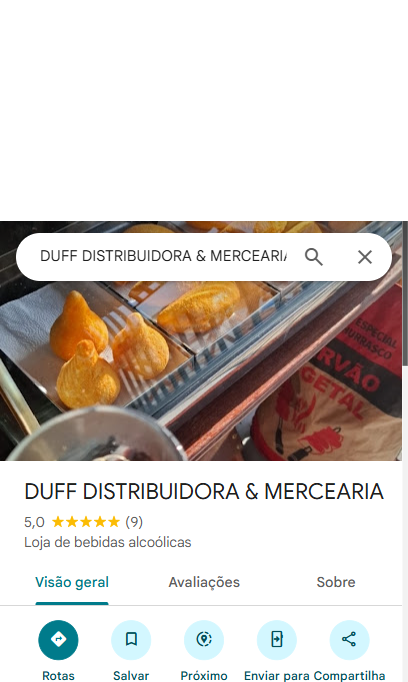 DUFF DISTRIBUIDORA & MERCEARIA
ESPECIAL
CHURRASCO
CARVÃO
VEGETAL
DUFF DISTRIBUIDORA & MERCEARIA
5,0 (9)
Loja de bebidas alcoólicas
Visão geral Avaliações Sobre
Rotas Salvar Próximo Enviar para Compartilha